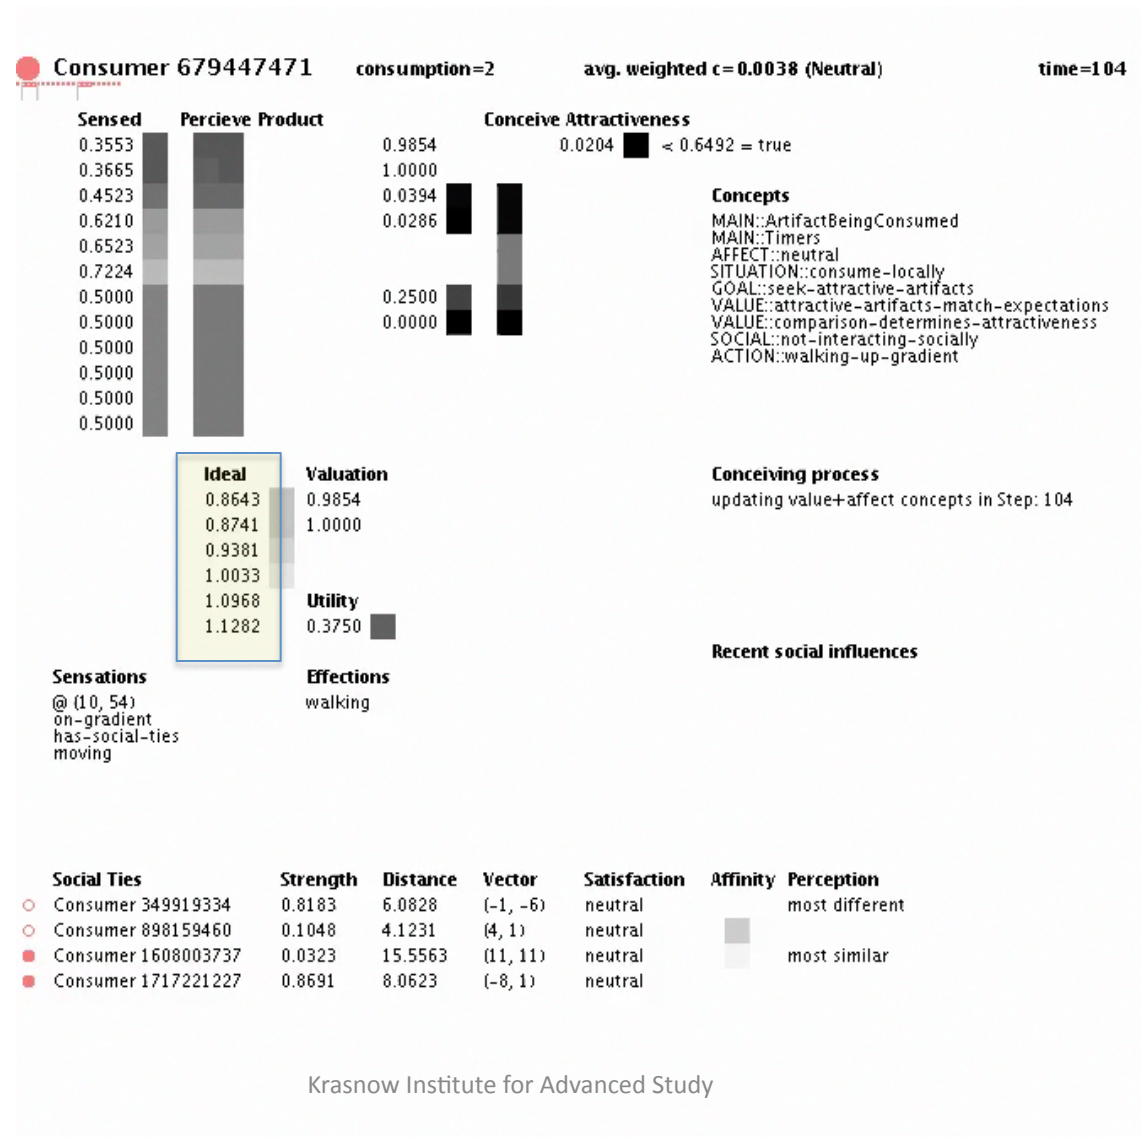 Consumer 679447471 consumption=2 avg. weighted c=0.0038 (Neutral) time=104
Sensed Percieve Product Conceive Attractiveness
0.3553 0.9854 0.0204 < 0.6492 = true
0.3665 1.0000
0.4523 0.0394 Concepts
0.6210 0.0286 MAIN::ArtifactBeingConsumed
MAIN::Timers
0.6523 AFFECT::neutral
0.7224 SITUATION::consume-locally
GOAL::seek-attractive-artifacts
0.5000 0.2500 VALUE::attractive-artifacts-match-expectations
0.5000 0.0000 VALUE::comparison-determines-attractiveness
SOCIAL::not-interacting-socially
0.5000 ACTION::walking-up-gradient
0.5000
0.5000
0.5000
Ideal Valuation Conceiving process
0.8643 0.9854 updating value+affect concepts in Step: 104
0.8741 1.0000
0.9381
1.0033
1.0968 Utility
1.1282 0.3750
Recent social influences
Sensations Effections
@ (10, 54) walking
on-gradient
has-social-ties
moving
Social Ties Strength Distance Vector Satisfaction Affinity Perception
Consumer 349919334 0.8183 6.0828 (-1, -6) neutral most different
Consumer 898159460 0.1048 4.1231 (4, 1) neutral
Consumer 1608003737 0.0323 15.5563 (11, 11) neutral most similar
Consumer 1717221227 0.8691 8.0623 (-8, 1) neutral
Krasnow Institute for Advanced Study